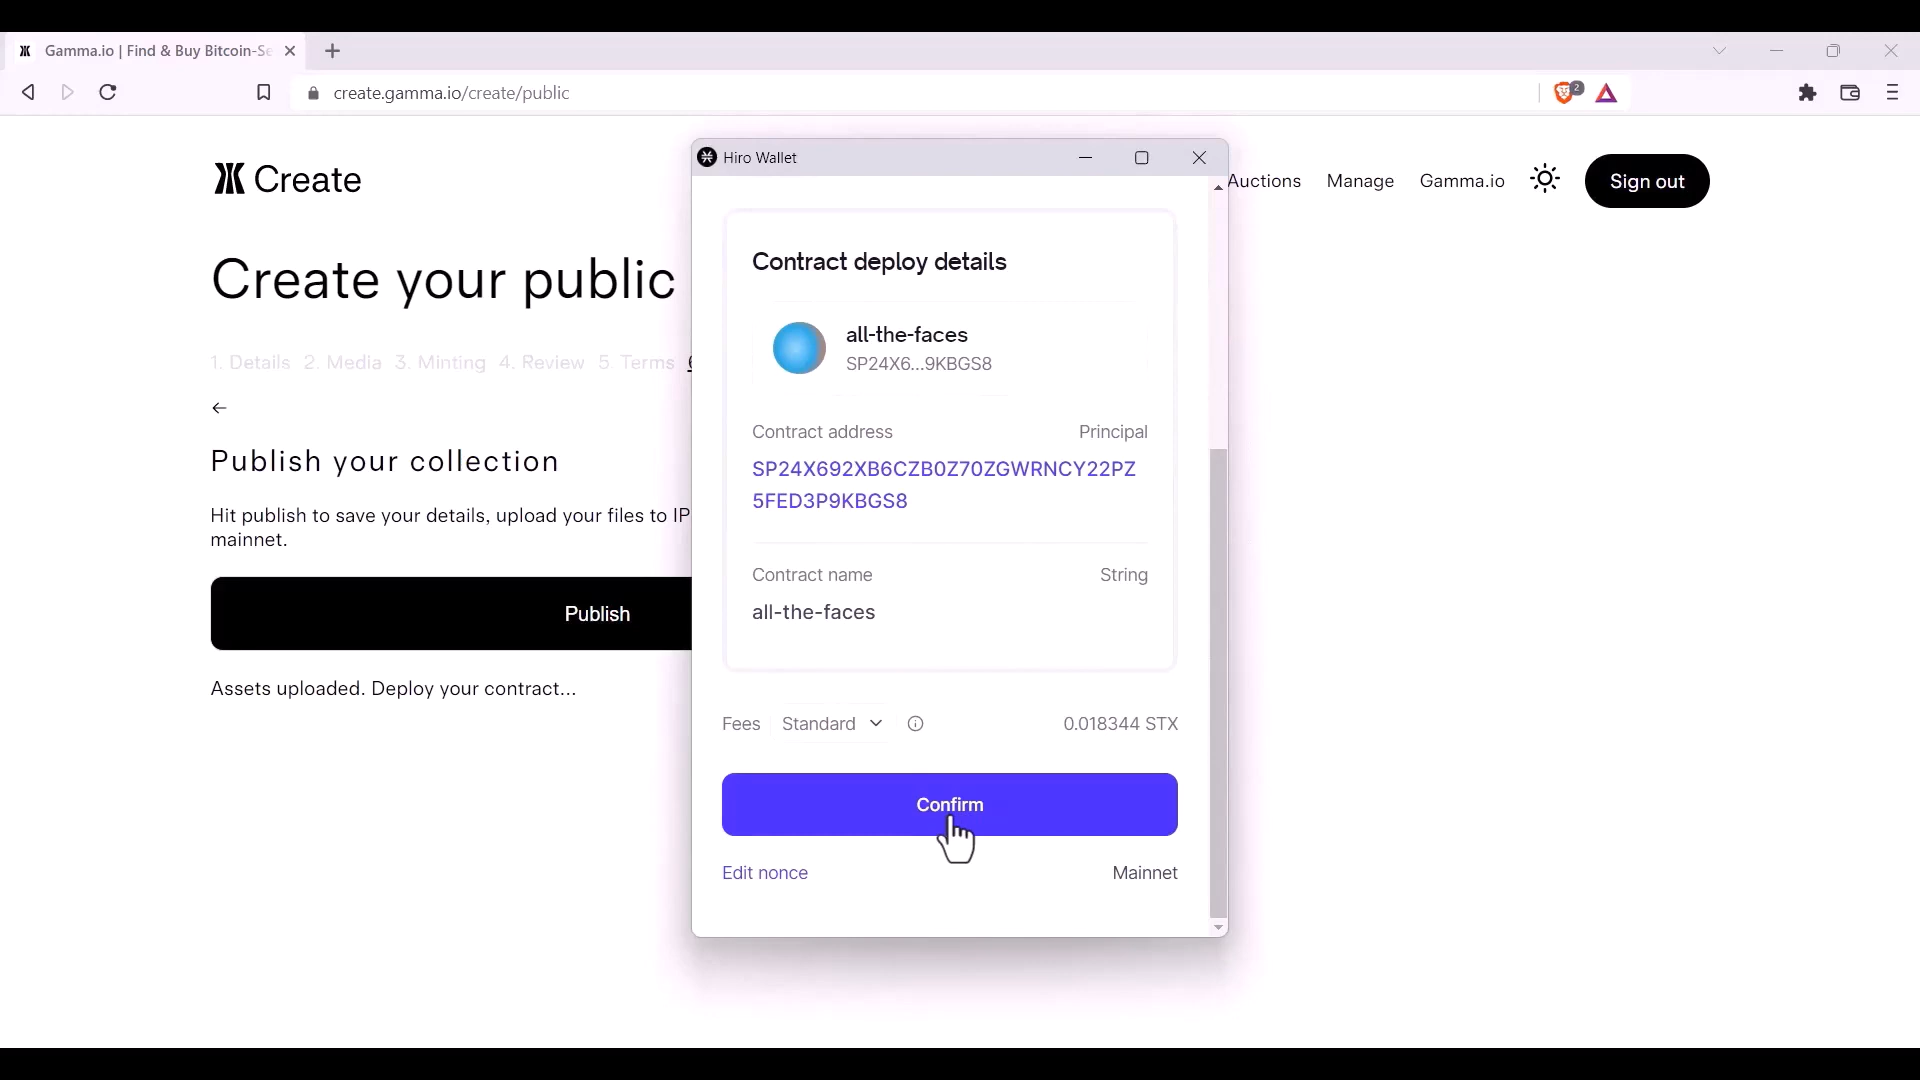 Gamma.io | Find & Buy Bitcoin-Se
create.gamma.io/create/public
2
Create
Auctions
Manage
Gamma.io
Sign out
Create your public
1. Details 2. Media 3. Minting 4. Review 5. Terms
Publish your collection
Hit publish to save your details, upload your files to IP
mainnet.
Publish
Assets uploaded. Deploy your contract...
Hiro Wallet
Contract deploy details
all-the-faces
SP24X6...9KBGS8
Contract address Principal
SP24X692XB6CZB0Z70ZGWRNCY22PZ
5FED3P9KBGS8
Contract name String
all-the-faces
Fees Standard 0.018344 STX
Confirm
Edit nonce Mainnet